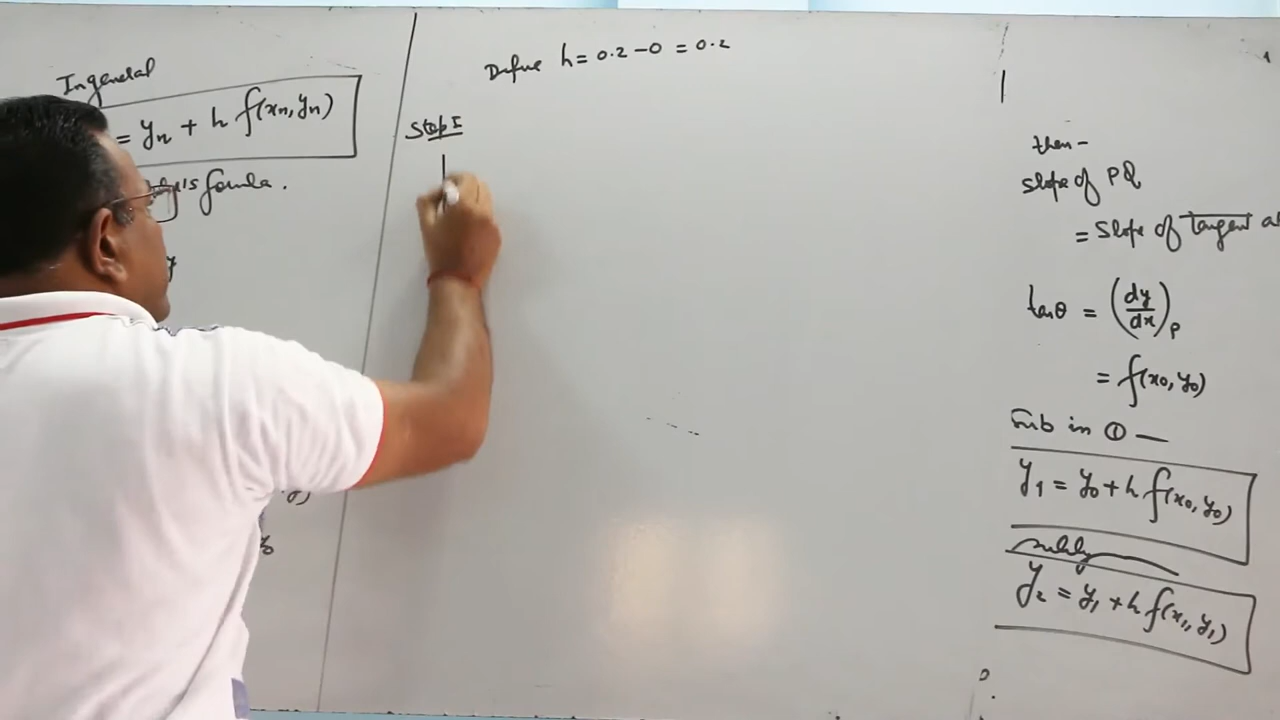 In general
= yn + h f(xn, yn)
's formula.
Define h = 0.2 - 0 = 0.2
Step I
then -
Slope of PQ
= Slope of Tangent a
tanθ = (dy/dx)P
= f(x0, y0)
Sub in ① —
y1 = y0 + h f(x0, y0)
y2 = y1 + h f(x1, y1)